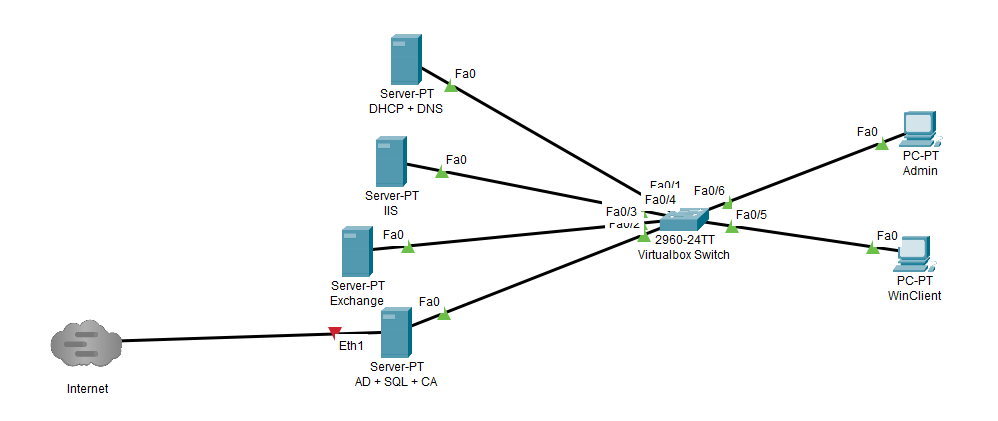 Fa0
Server-PT
DHCP + DNS
Fa0
Server-PT
IIS
Fa0
Server-PT
Exchange
Fa0
Server-PT
AD + SQL + CA
Eth1
Internet
Fa0/1
Fa0/4
Fa0/3
Fa0/2
Fa0/6
Fa0/5
2960-24TT
Virtualbox Switch
Fa0
PC-PT
Admin
Fa0
PC-PT
WinClient